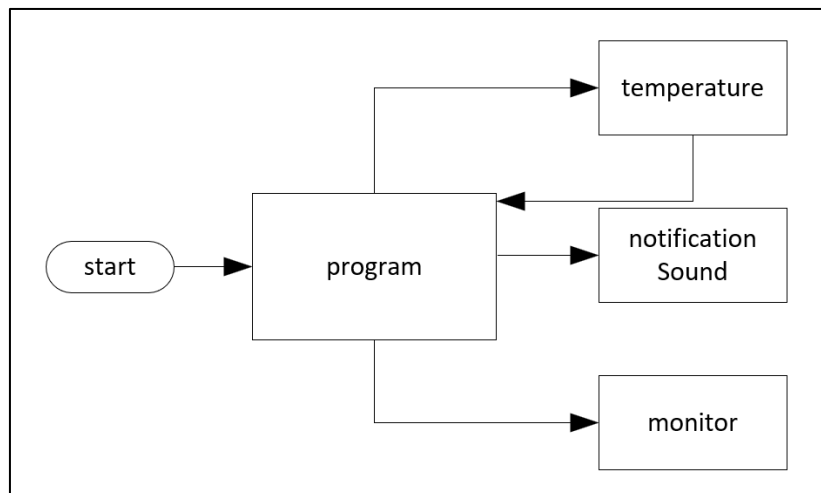 temperature
start
program
notification
Sound
monitor